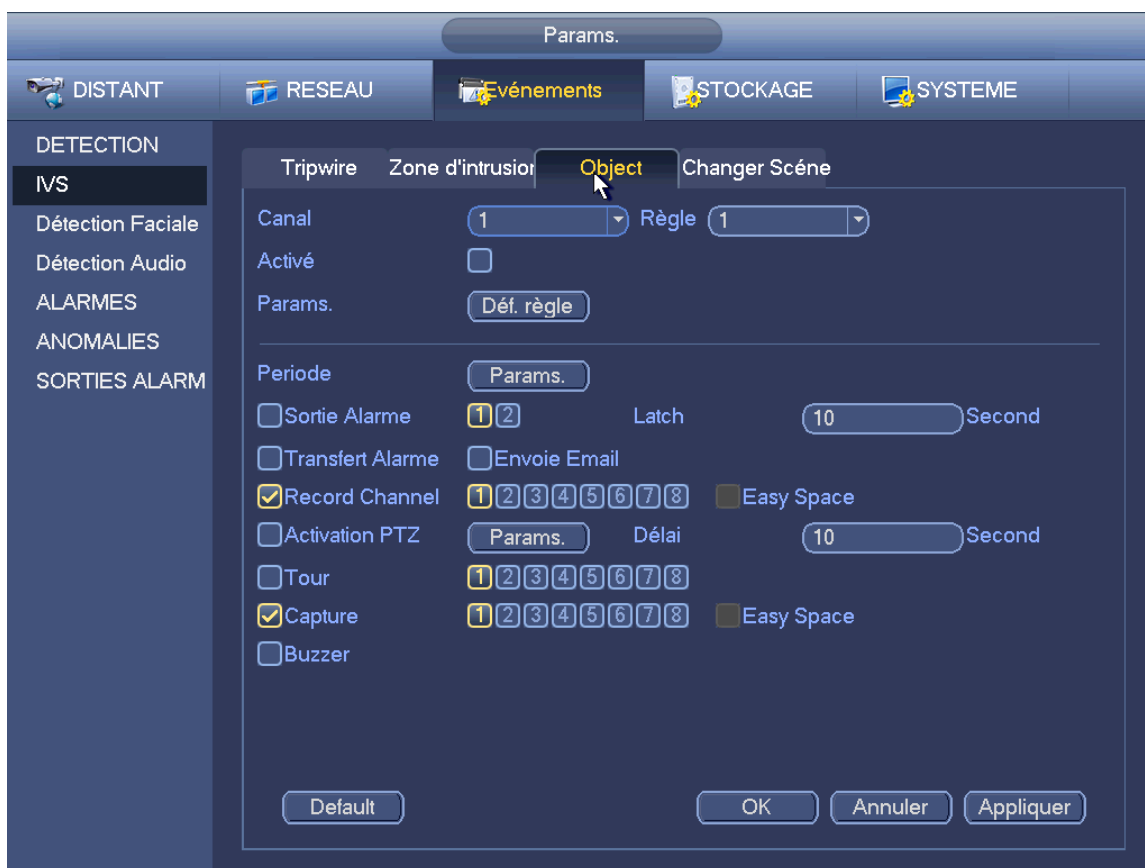 Params.
DISTANT RESEAU Evénements STOCKAGE SYSTEME
DETECTION
IVS
Détection Faciale
Détection Audio
ALARMES
ANOMALIES
SORTIES ALARM
Tripwire Zone d'intrusion Object Changer Scéne
Canal 1 Règle 1
Activé
Params. Déf. règle
Periode Params.
Sortie Alarme 1 2 Latch 10 Second
Transfert Alarme Envoie Email
Record Channel 1 2 3 4 5 6 7 8 Easy Space
Activation PTZ Params. Délai 10 Second
Tour 1 2 3 4 5 6 7 8
Capture 1 2 3 4 5 6 7 8 Easy Space
Buzzer
Default OK Annuler Appliquer